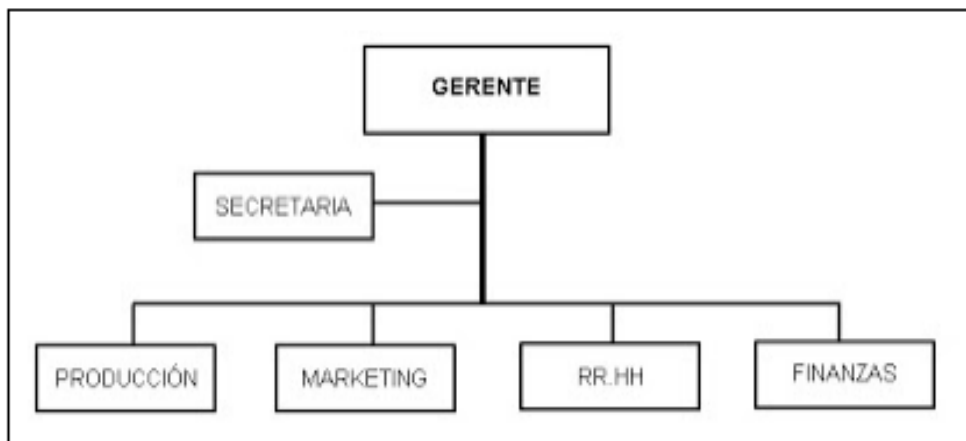 GERENTE
SECRETARIA
PRODUCCIÓN
MARKETING
RR.HH
FINANZAS